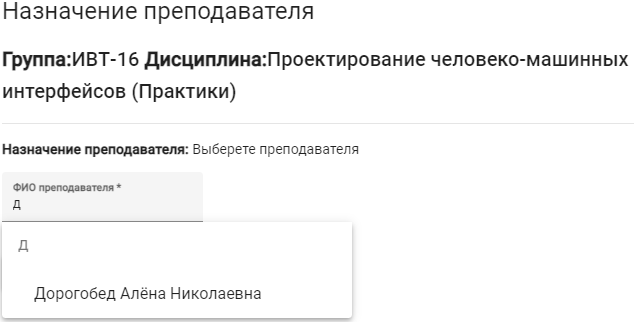 Назначение преподавателя
Группа:ИВТ-16 Дисциплина:Проектирование человеко-машинных
интерфейсов (Практики)
Назначение преподавателя: Выберете преподавателя
ФИО преподавателя *
Д
Д
Дорогобед Алёна Николаевна